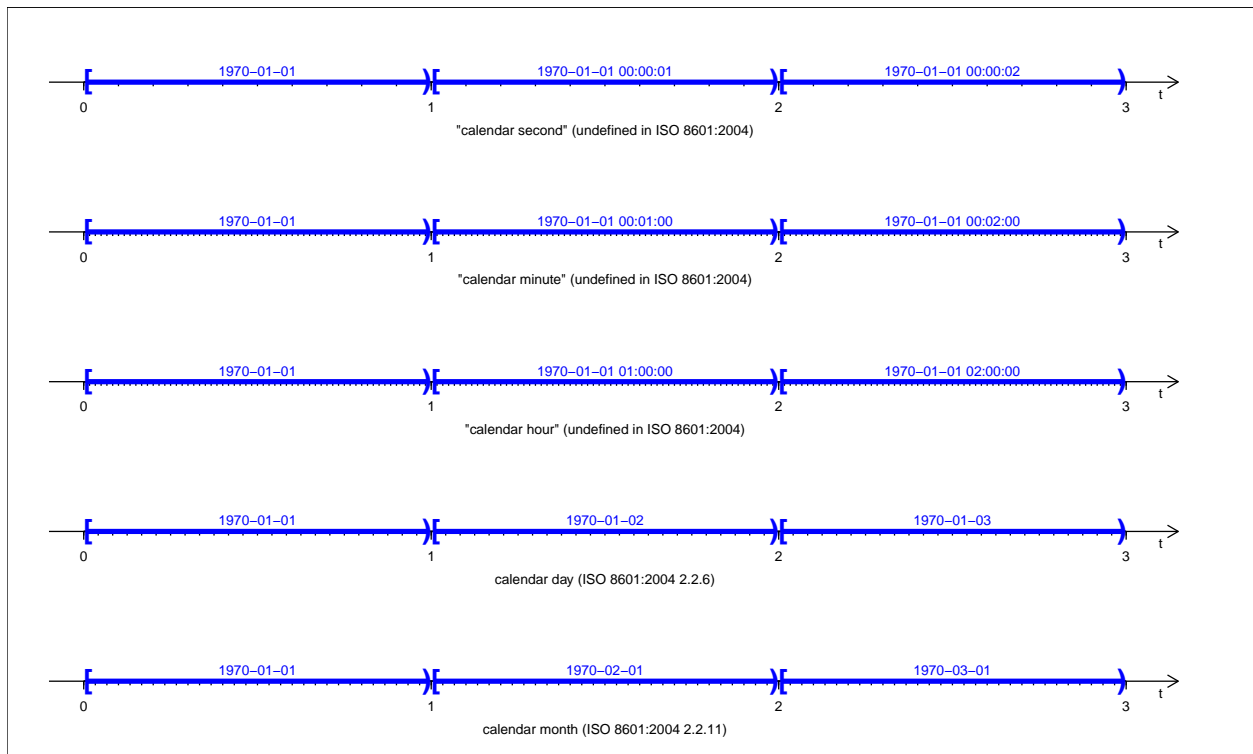 1970−01−01 1970−01−01 00:00:01 1970−01−01 00:00:02
[ ) [ ) [ )
0 1 2 3 t
"calendar second" (undefined in ISO 8601:2004)
1970−01−01 1970−01−01 00:01:00 1970−01−01 00:02:00
[ ) [ ) [ )
0 1 2 3 t
"calendar minute" (undefined in ISO 8601:2004)
1970−01−01 1970−01−01 01:00:00 1970−01−01 02:00:00
[ ) [ ) [ )
0 1 2 3 t
"calendar hour" (undefined in ISO 8601:2004)
1970−01−01 1970−01−02 1970−01−03
[ ) [ ) [ )
0 1 2 3 t
calendar day (ISO 8601:2004 2.2.6)
1970−01−01 1970−02−01 1970−03−01
[ ) [ ) [ )
0 1 2 3 t
calendar month (ISO 8601:2004 2.2.11)